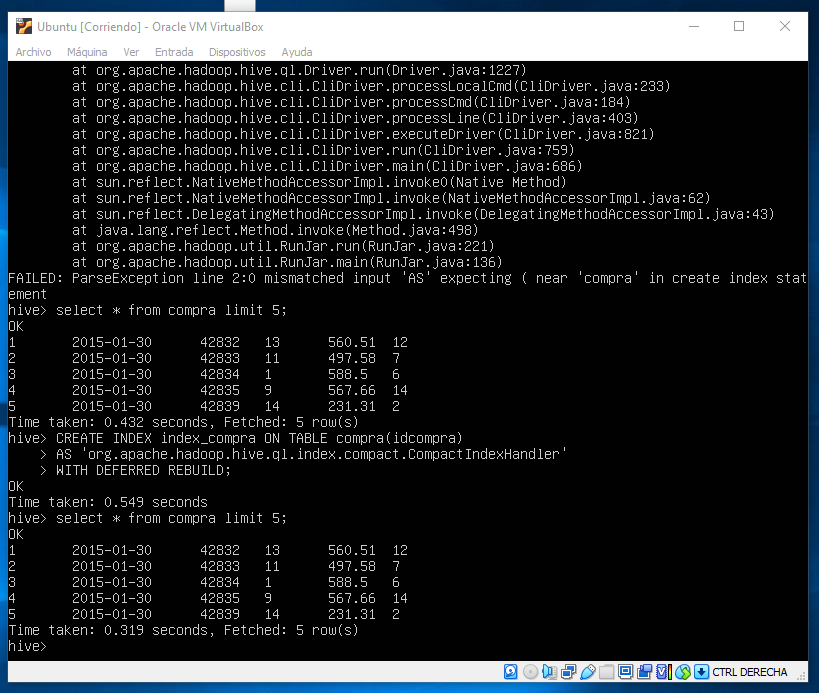 Ubuntu [Corriendo] - Oracle VM VirtualBox
Archivo Máquina Ver Entrada Dispositivos Ayuda
at org.apache.hadoop.hive.ql.Driver.run(Driver.java:1227)
at org.apache.hadoop.hive.cli.CliDriver.processLocalCmd(CliDriver.java:233)
at org.apache.hadoop.hive.cli.CliDriver.processCmd(CliDriver.java:184)
at org.apache.hadoop.hive.cli.CliDriver.processLine(CliDriver.java:403)
at org.apache.hadoop.hive.cli.CliDriver.executeDriver(CliDriver.java:821)
at org.apache.hadoop.hive.cli.CliDriver.run(CliDriver.java:759)
at org.apache.hadoop.hive.cli.CliDriver.main(CliDriver.java:686)
at sun.reflect.NativeMethodAccessorImpl.invoke0(Native Method)
at sun.reflect.NativeMethodAccessorImpl.invoke(NativeMethodAccessorImpl.java:62)
at sun.reflect.DelegatingMethodAccessorImpl.invoke(DelegatingMethodAccessorImpl.java:43)
at java.lang.reflect.Method.invoke(Method.java:498)
at org.apache.hadoop.util.RunJar.run(RunJar.java:221)
at org.apache.hadoop.util.RunJar.main(RunJar.java:136)
FAILED: ParseException line 2:0 mismatched input 'AS' expecting ( near 'compra' in create index stat
ement
hive> select * from compra limit 5;
OK
1 2015-01-30 42832 13 560.51 12
2 2015-01-30 42833 11 497.58 7
3 2015-01-30 42834 1 588.5 6
4 2015-01-30 42835 9 567.66 14
5 2015-01-30 42839 14 231.31 2
Time taken: 0.432 seconds, Fetched: 5 row(s)
hive> CREATE INDEX index_compra ON TABLE compra(idcompra)
> AS 'org.apache.hadoop.hive.ql.index.compact.CompactIndexHandler'
> WITH DEFERRED REBUILD;
OK
Time taken: 0.549 seconds
hive> select * from compra limit 5;
OK
1 2015-01-30 42832 13 560.51 12
2 2015-01-30 42833 11 497.58 7
3 2015-01-30 42834 1 588.5 6
4 2015-01-30 42835 9 567.66 14
5 2015-01-30 42839 14 231.31 2
Time taken: 0.319 seconds, Fetched: 5 row(s)
hive>
CTRL DERECHA